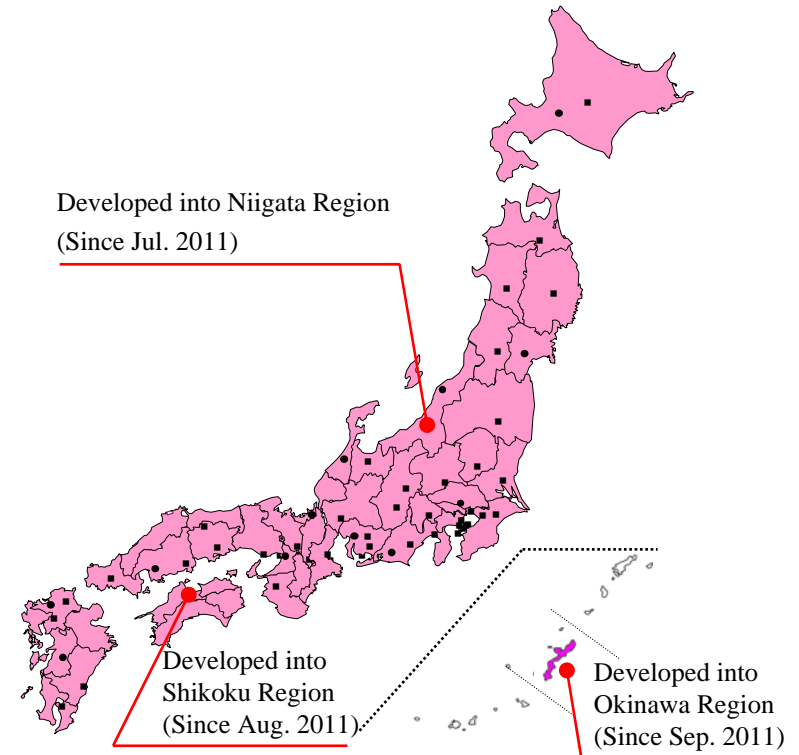 Developed into Niigata Region
(Since Jul. 2011)
Developed into
Shikoku Region
(Since Aug. 2011)
Developed into
Okinawa Region
(Since Sep. 2011)